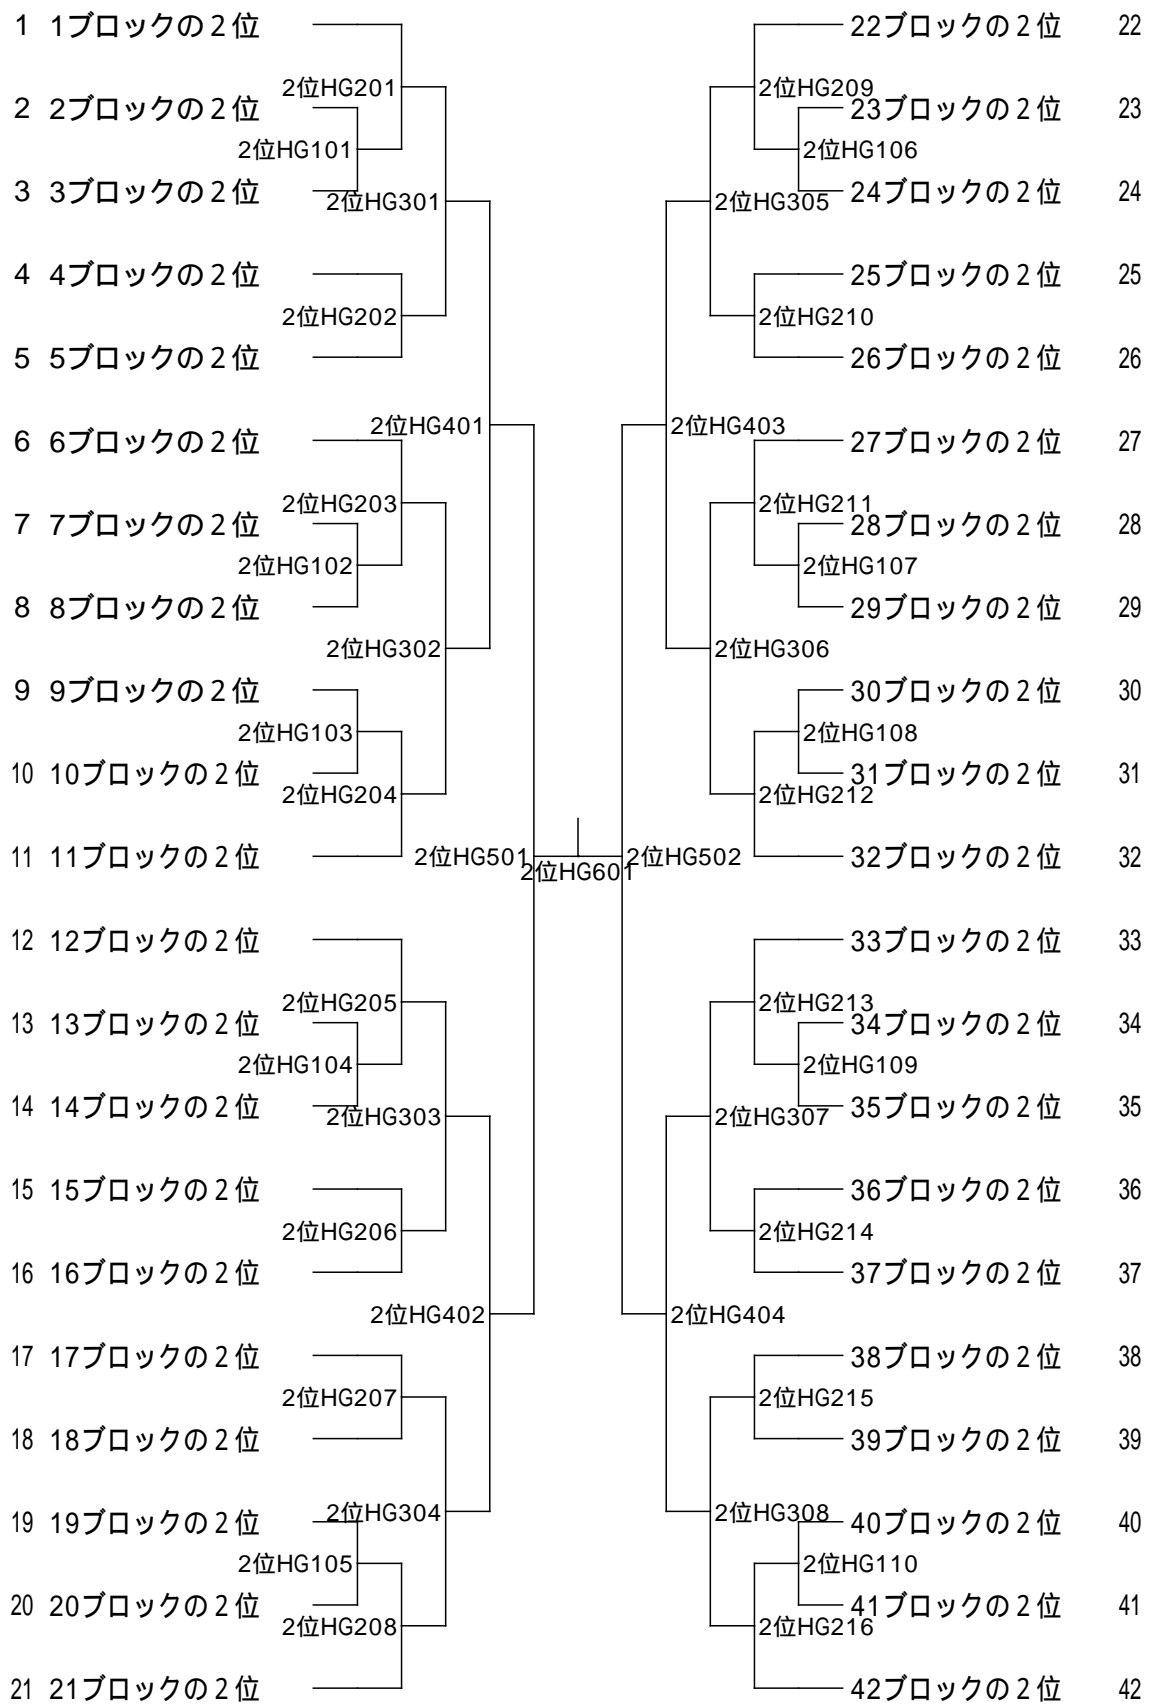 1 1ブロックの２位
2位HG201
2 2ブロックの２位
2位HG101
3 3ブロックの２位
2位HG301
4 4ブロックの２位
2位HG202
5 5ブロックの２位
2位HG401
6 6ブロックの２位
2位HG203
7 7ブロックの２位
2位HG102
8 8ブロックの２位
2位HG302
9 9ブロックの２位
2位HG103
10 10ブロックの２位
2位HG204
11 11ブロックの２位
2位HG501
2位HG601
12 12ブロックの２位
2位HG205
13 13ブロックの２位
2位HG104
14 14ブロックの２位
2位HG303
15 15ブロックの２位
2位HG206
16 16ブロックの２位
2位HG402
17 17ブロックの２位
2位HG207
18 18ブロックの２位
2位HG304
19 19ブロックの２位
2位HG105
20 20ブロックの２位
2位HG208
21 21ブロックの２位
22ブロックの２位 22
2位HG209
23ブロックの２位 23
2位HG106
24ブロックの２位 24
2位HG305
25ブロックの２位 25
2位HG210
26ブロックの２位 26
2位HG403
27ブロックの２位 27
2位HG211
28ブロックの２位 28
2位HG107
29ブロックの２位 29
2位HG306
30ブロックの２位 30
2位HG108
31ブロックの２位 31
2位HG212
32ブロックの２位 32
2位HG502
33ブロックの２位 33
2位HG213
34ブロックの２位 34
2位HG109
35ブロックの２位 35
2位HG307
36ブロックの２位 36
2位HG214
37ブロックの２位 37
2位HG404
38ブロックの２位 38
2位HG215
39ブロックの２位 39
2位HG308
40ブロックの２位 40
2位HG110
41ブロックの２位 41
2位HG216
42ブロックの２位 42